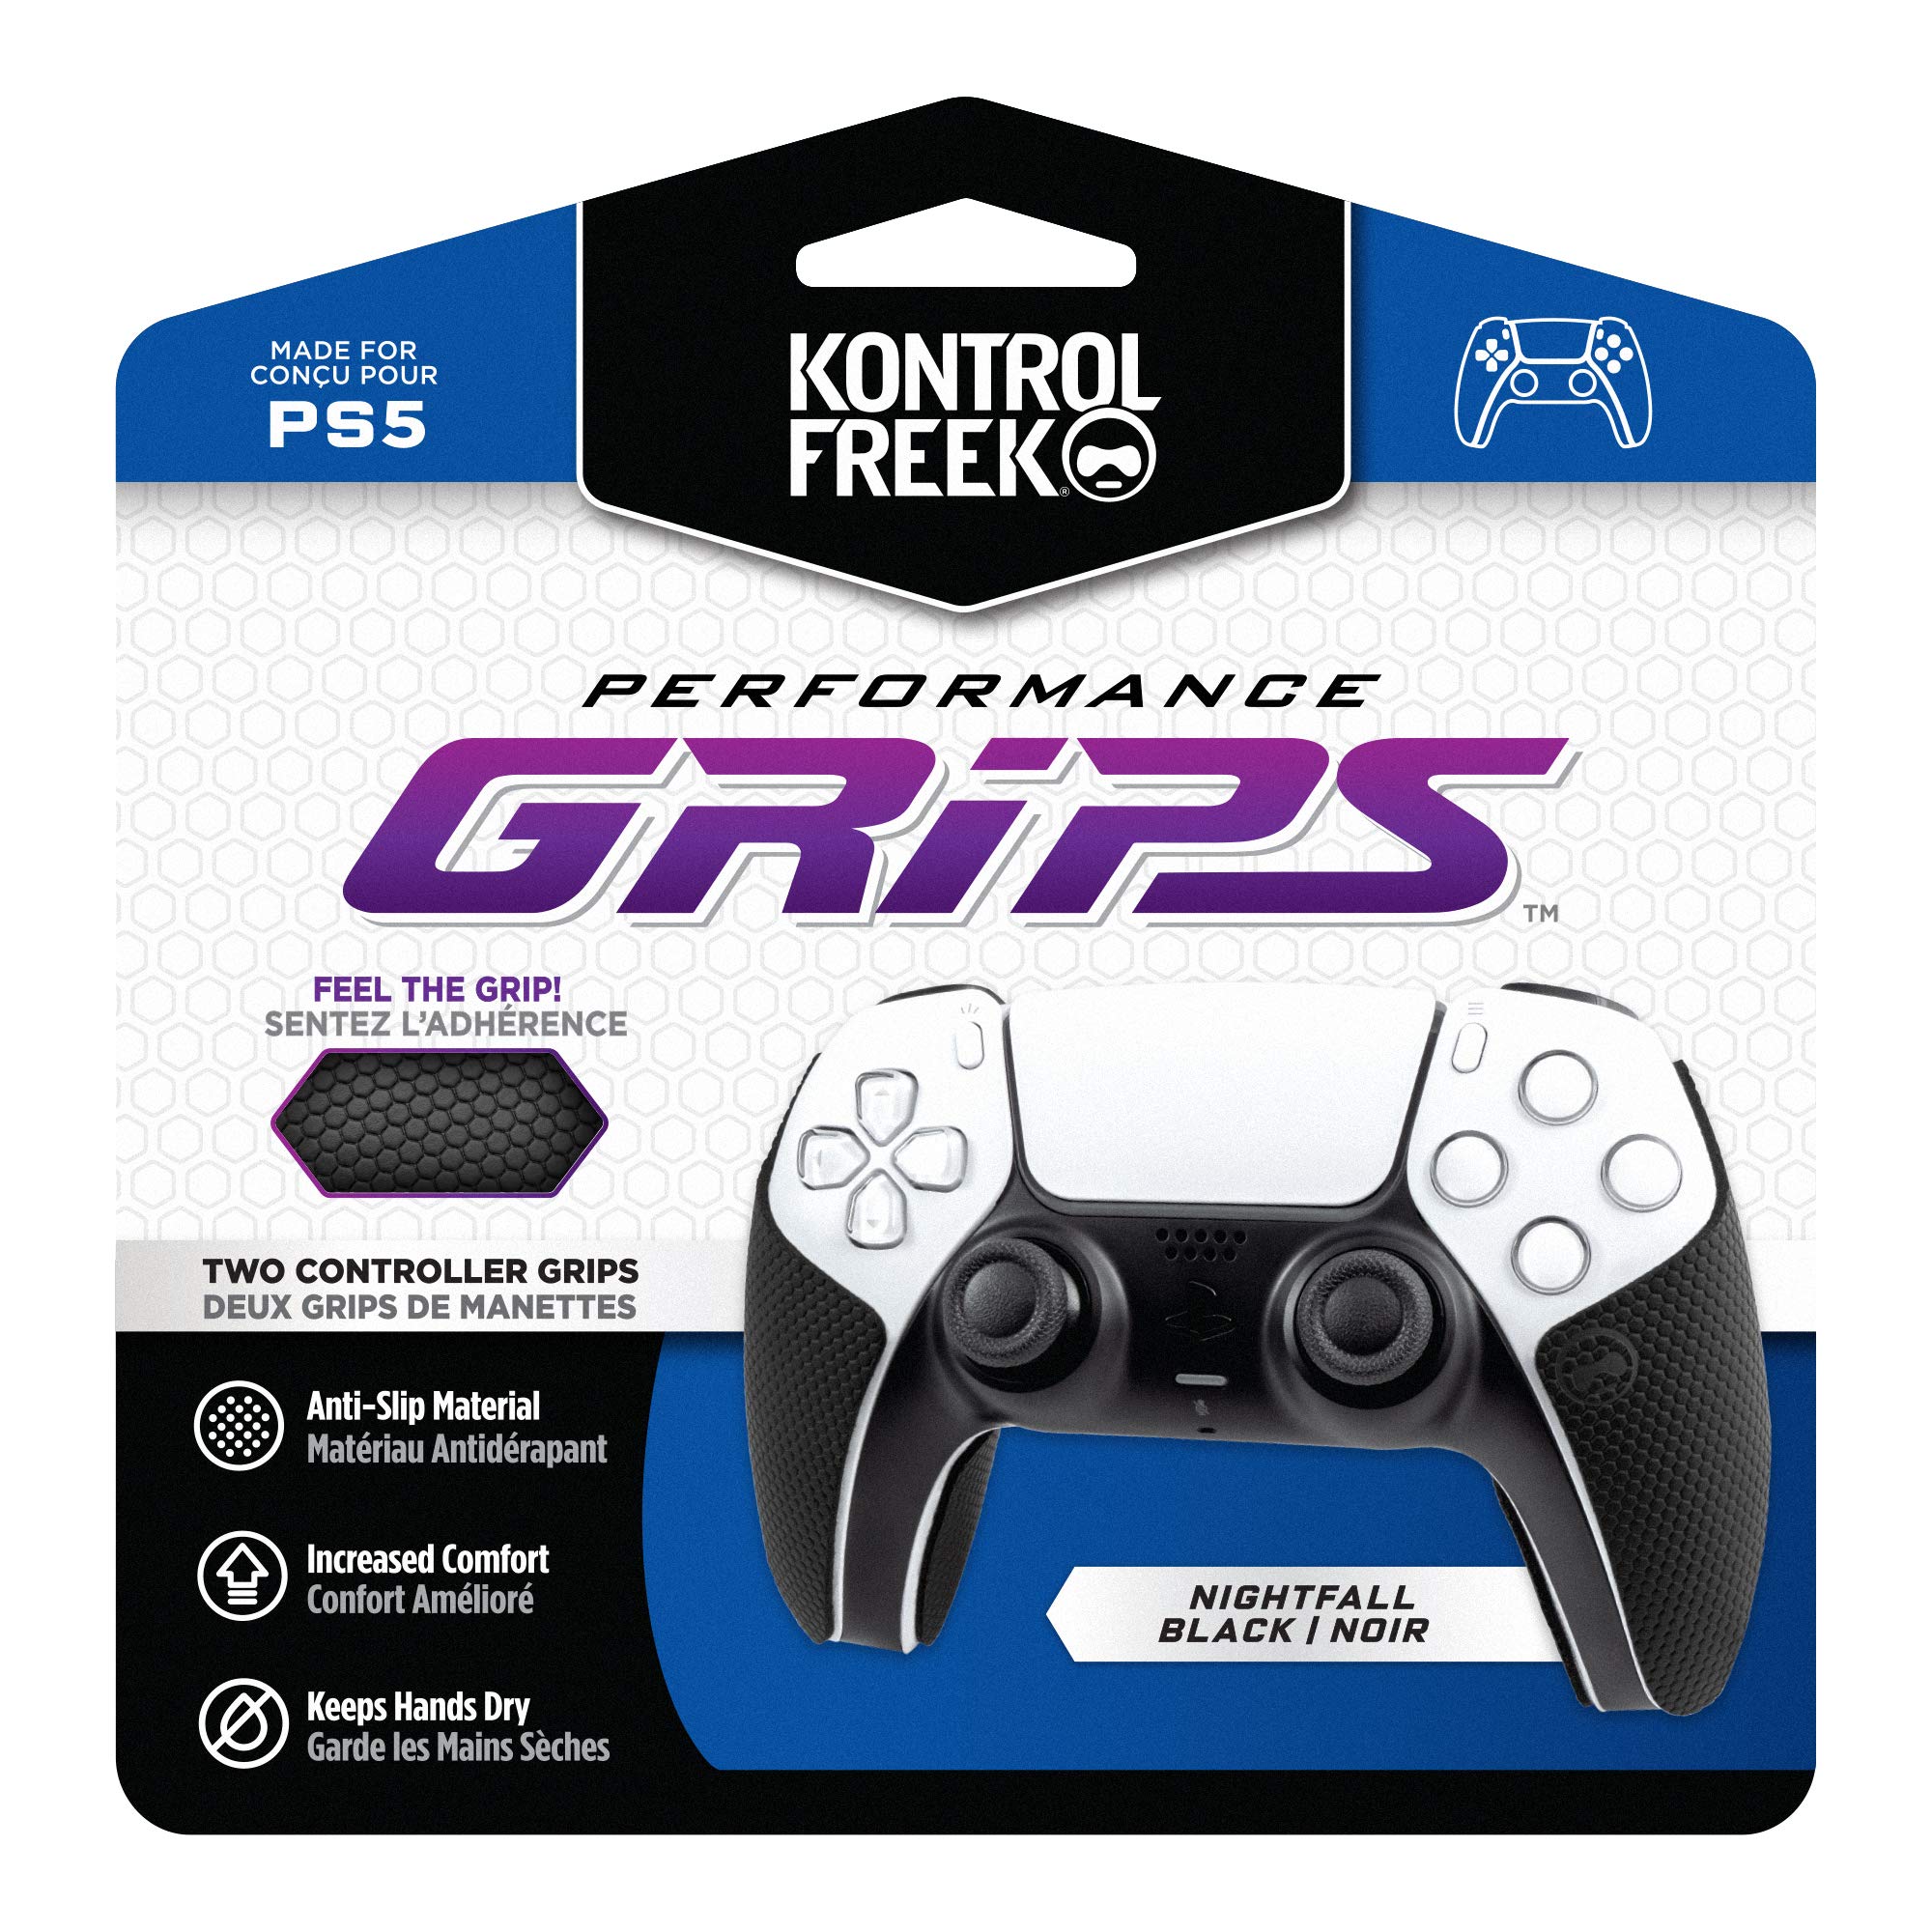 MADE FOR
CONÇU POUR
PS5
KONTROL
FREEK®
PERFORMANCE
GRiPS™
FEEL THE GRIP!
SENTEZ L'ADHÉRENCE
TWO CONTROLLER GRIPS
DEUX GRIPS DE MANETTES
Anti-Slip Material
Matériau Antidérapant
Increased Comfort
Confort Amélioré
Keeps Hands Dry
Garde les Mains Sèches
NIGHTFALL
BLACK / NOIR